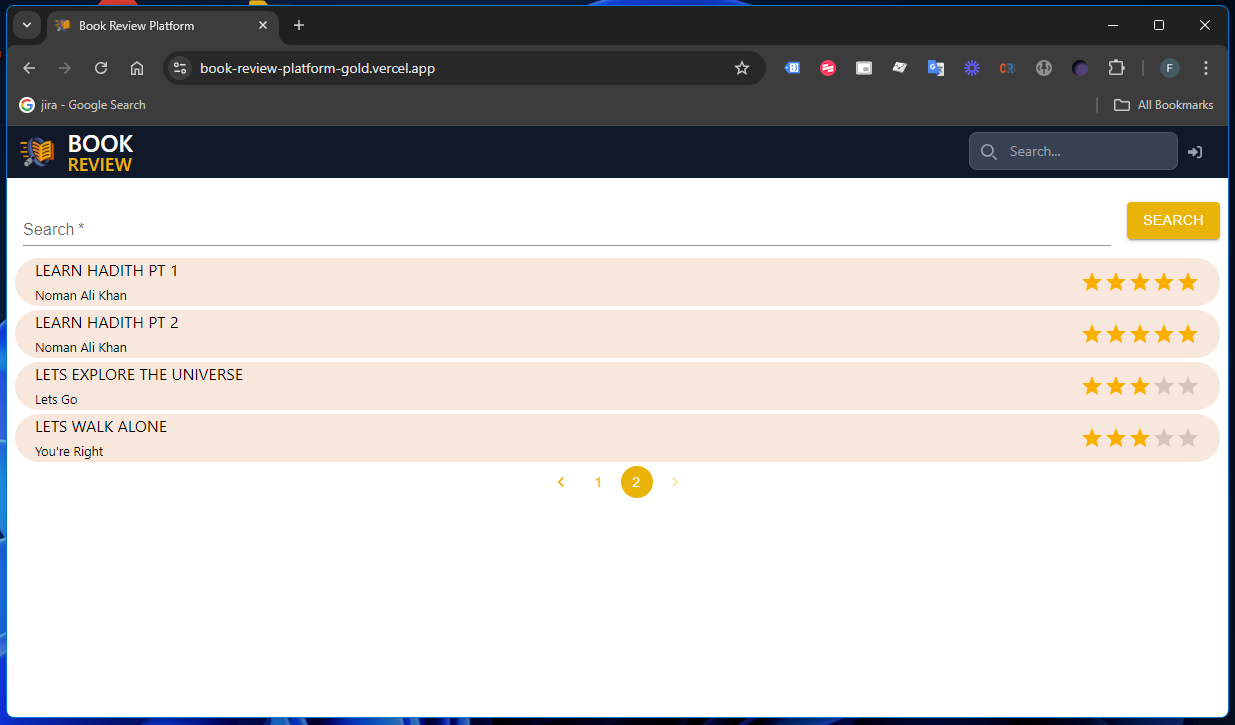 Book Review Platform
book-review-platform-gold.vercel.app
CR
F
jira - Google Search
All Bookmarks
BOOK
REVIEW
Search...
Search *
SEARCH
LEARN HADITH PT 1
Noman Ali Khan
LEARN HADITH PT 2
Noman Ali Khan
LETS EXPLORE THE UNIVERSE
Lets Go
LETS WALK ALONE
You're Right
1
2